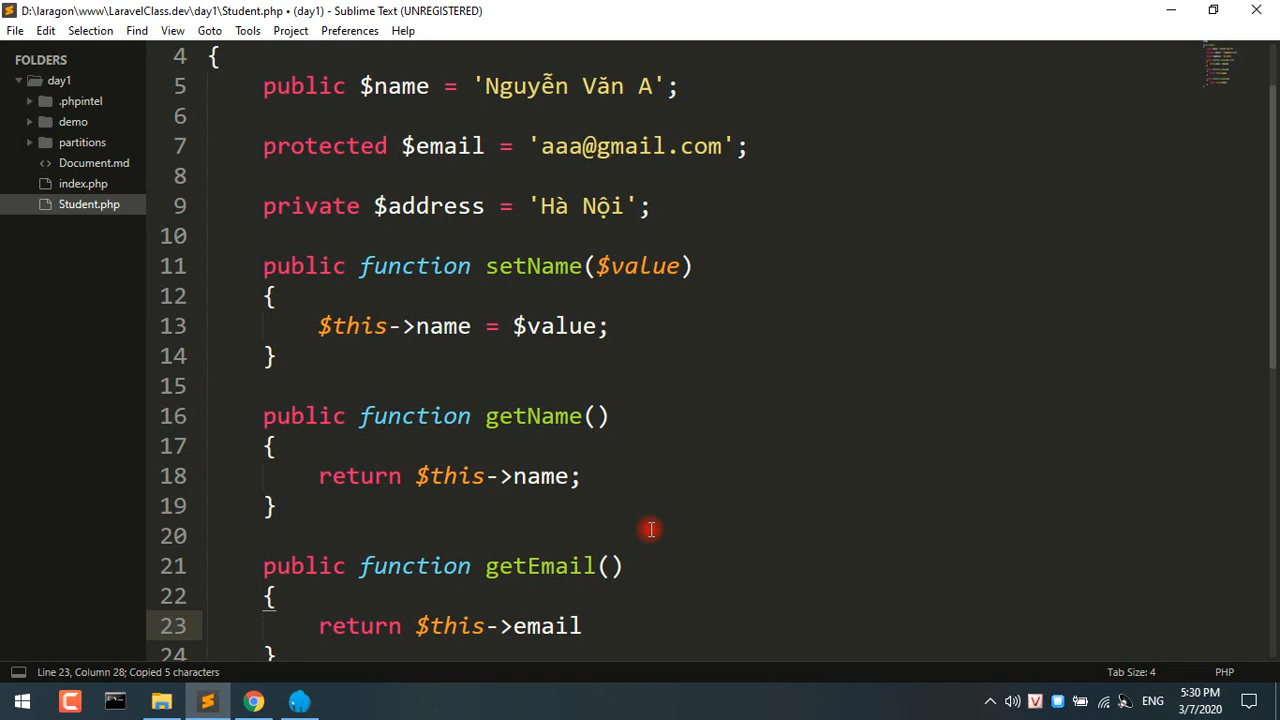 D:\laragon\www\LaravelClass.dev\day1\Student.php • (day1) - Sublime Text (UNREGISTERED)
File Edit Selection Find View Goto Tools Project Preferences Help
FOLDERS
day1
.phpintel
demo
partitions
Document.md
index.php
Student.php
4 {
5 public $name = 'Nguyễn Văn A';
6
7 protected $email = 'aaa@gmail.com';
8
9 private $address = 'Hà Nội';
10
11 public function setName($value)
12 {
13 $this->name = $value;
14 }
15
16 public function getName()
17 {
18 return $this->name;
19 }
20
21 public function getEmail()
22 {
23 return $this->email
24 }
Line 23, Column 28; Copied 5 characters
Tab Size: 4
PHP
ENG
5:30 PM
3/7/2020